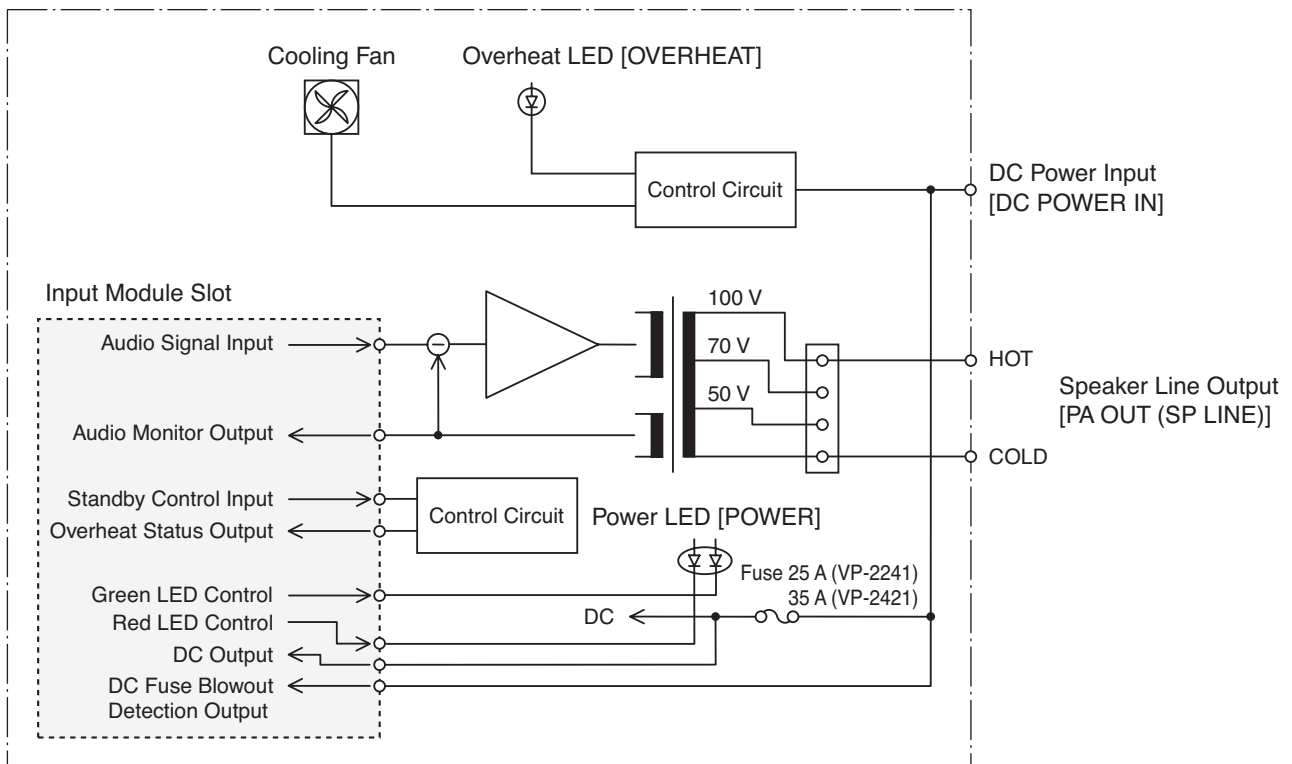 Cooling Fan
Overheat LED [OVERHEAT]
Control Circuit
DC Power Input
[DC POWER IN]
Input Module Slot
Audio Signal Input
Audio Monitor Output
Standby Control Input
Overheat Status Output
Green LED Control
Red LED Control
DC Output
DC Fuse Blowout
Detection Output
100 V
70 V
50 V
HOT
COLD
Speaker Line Output
[PA OUT (SP LINE)]
Control Circuit
Power LED [POWER]
Fuse 25 A (VP-2241)
35 A (VP-2421)
DC